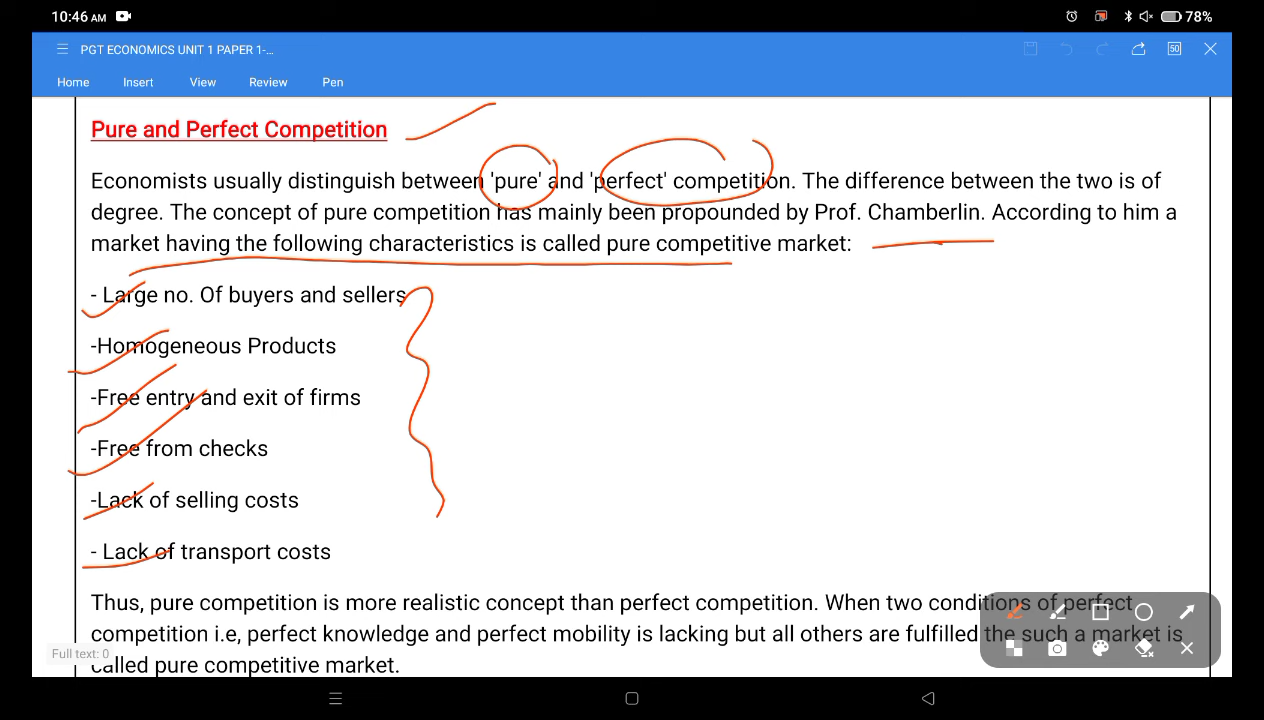 10:46 AM
78%
PGT ECONOMICS UNIT 1 PAPER 1-...
50
Home Insert View Review Pen
Pure and Perfect Competition
Economists usually distinguish between 'pure' and 'perfect' competition. The difference between the two is of
degree. The concept of pure competition has mainly been propounded by Prof. Chamberlin. According to him a
market having the following characteristics is called pure competitive market:
- Large no. Of buyers and sellers
-Homogeneous Products
-Free entry and exit of firms
-Free from checks
-Lack of selling costs
- Lack of transport costs
Thus, pure competition is more realistic concept than perfect competition. When two conditions of perfect
competition i.e, perfect knowledge and perfect mobility is lacking but all others are fulfilled the such a market is
Full text: 0
called pure competitive market.